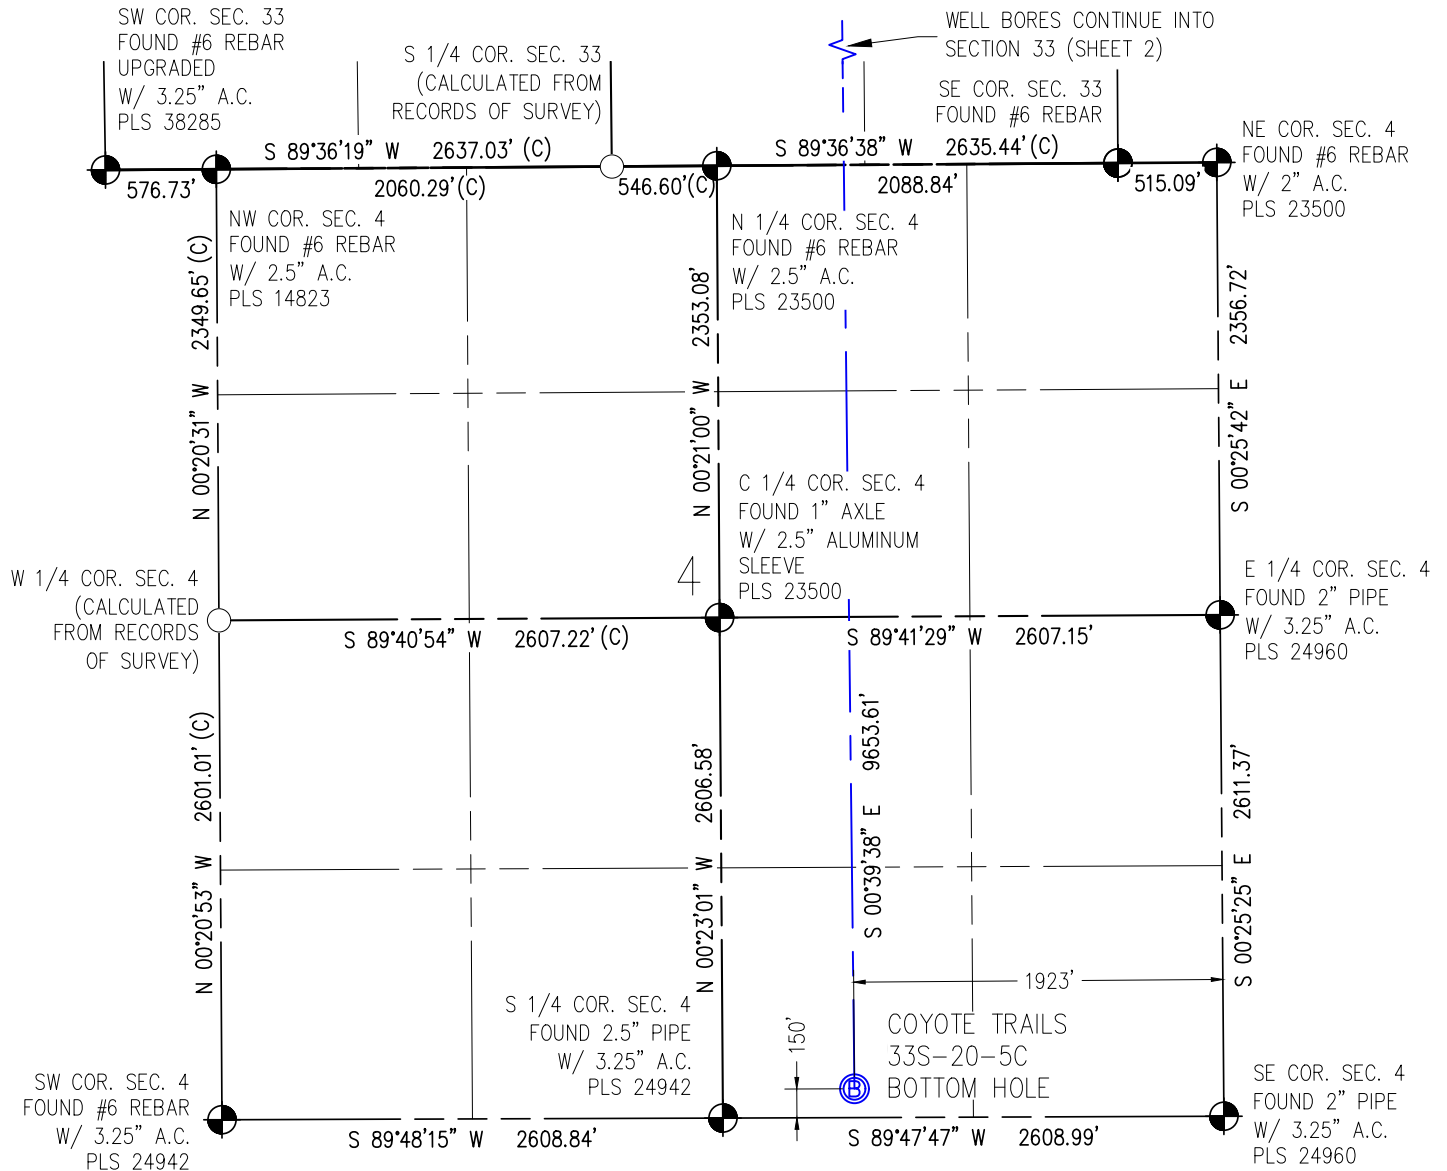 SW COR. SEC. 33
FOUND #6 REBAR
UPGRADED
W/ 3.25" A.C.
PLS 38285
S 1/4 COR. SEC. 33
(CALCULATED FROM
RECORDS OF SURVEY)
WELL BORES CONTINUE INTO
SECTION 33 (SHEET 2)
SE COR. SEC. 33
FOUND #6 REBAR
NE COR. SEC. 4
FOUND #6 REBAR
W/ 2" A.C.
PLS 23500
S 89°36'19" W 2637.03' (C)
S 89°36'38" W 2635.44' (C)
576.73'
2060.29' (C)
546.60' (C)
2088.84'
515.09'
NW COR. SEC. 4
FOUND #6 REBAR
W/ 2.5" A.C.
PLS 14823
N 1/4 COR. SEC. 4
FOUND #6 REBAR
W/ 2.5" A.C.
PLS 23500
N 00°20'31" W 2349.65' (C)
N 00°21'00" W 2353.08'
S 00°25'42" E 2356.72'
C 1/4 COR. SEC. 4
FOUND 1" AXLE
W/ 2.5" ALUMINUM
SLEEVE
PLS 23500
4
W 1/4 COR. SEC. 4
(CALCULATED
FROM RECORDS
OF SURVEY)
E 1/4 COR. SEC. 4
FOUND 2" PIPE
W/ 3.25" A.C.
PLS 24960
S 89°40'54" W 2607.22' (C)
S 89°41'29" W 2607.15'
N 00°20'53" W 2601.01' (C)
N 00°23'01" W 2606.58'
S 00°39'38" E 9653.61'
S 00°25'25" E 2611.37'
1923'
150'
S 1/4 COR. SEC. 4
FOUND 2.5" PIPE
W/ 3.25" A.C.
PLS 24942
COYOTE TRAILS
33S-20-5C
BOTTOM HOLE
B
SW COR. SEC. 4
FOUND #6 REBAR
W/ 3.25" A.C.
PLS 24942
SE COR. SEC. 4
FOUND 2" PIPE
W/ 3.25" A.C.
PLS 24960
S 89°48'15" W 2608.84'
S 89°47'47" W 2608.99'